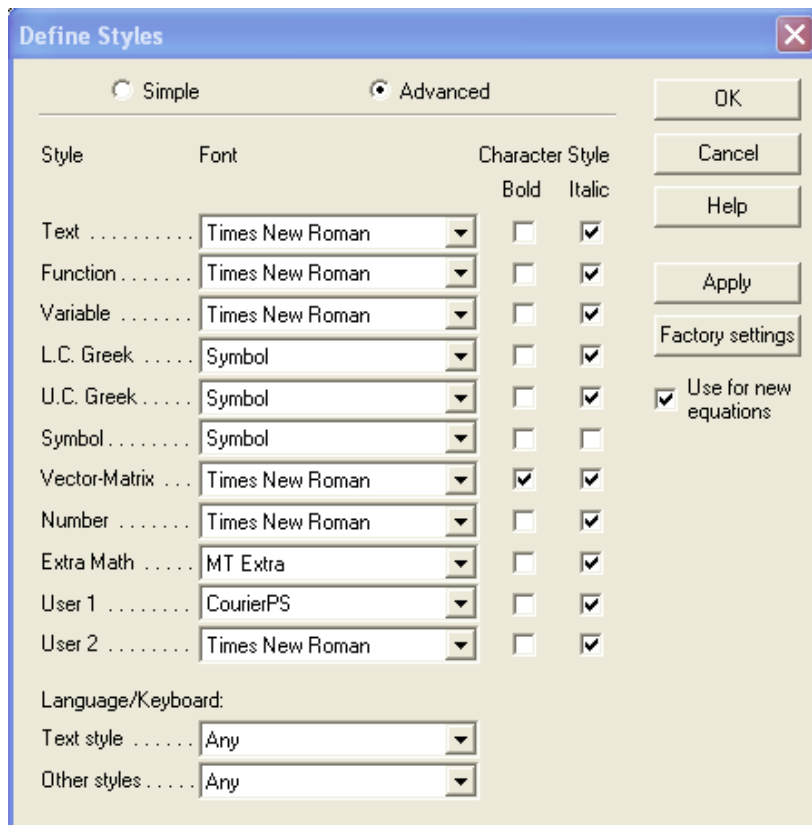 Define Styles
Simple Advanced OK
Style Font Character Style Cancel
Bold Italic Help
Text .......... Times New Roman
Function ....... Times New Roman Apply
Variable ....... Times New Roman
L.C. Greek ..... Symbol Factory settings
U.C. Greek ..... Symbol Use for new
equations
Symbol ........ Symbol
Vector-Matrix ... Times New Roman
Number ....... Times New Roman
Extra Math ..... MT Extra
User 1 ........ CourierPS
User 2 ........ Times New Roman
Language/Keyboard:
Text style ...... Any
Other styles ..... Any